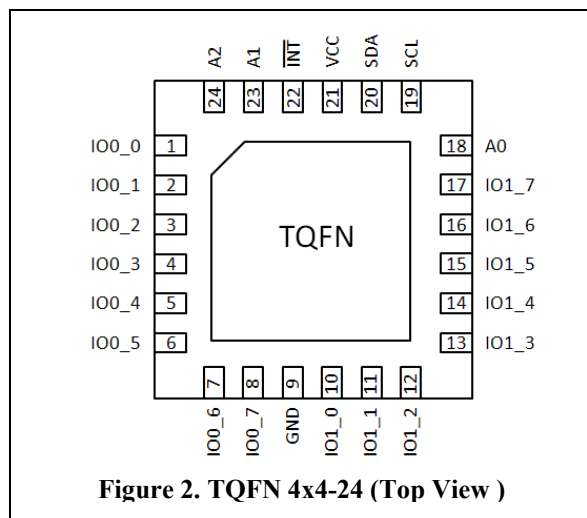 A2 A1 INT VCC SDA SCL
24 23 22 21 20 19
IO0_0 1 18 A0
IO0_1 2 17 IO1_7
IO0_2 3 16 IO1_6
TQFN
IO0_3 4 15 IO1_5
IO0_4 5 14 IO1_4
IO0_5 6 13 IO1_3
7 8 9 10 11 12
IO0_6 IO0_7 GND IO1_0 IO1_1 IO1_2
Figure 2. TQFN 4x4-24 (Top View )